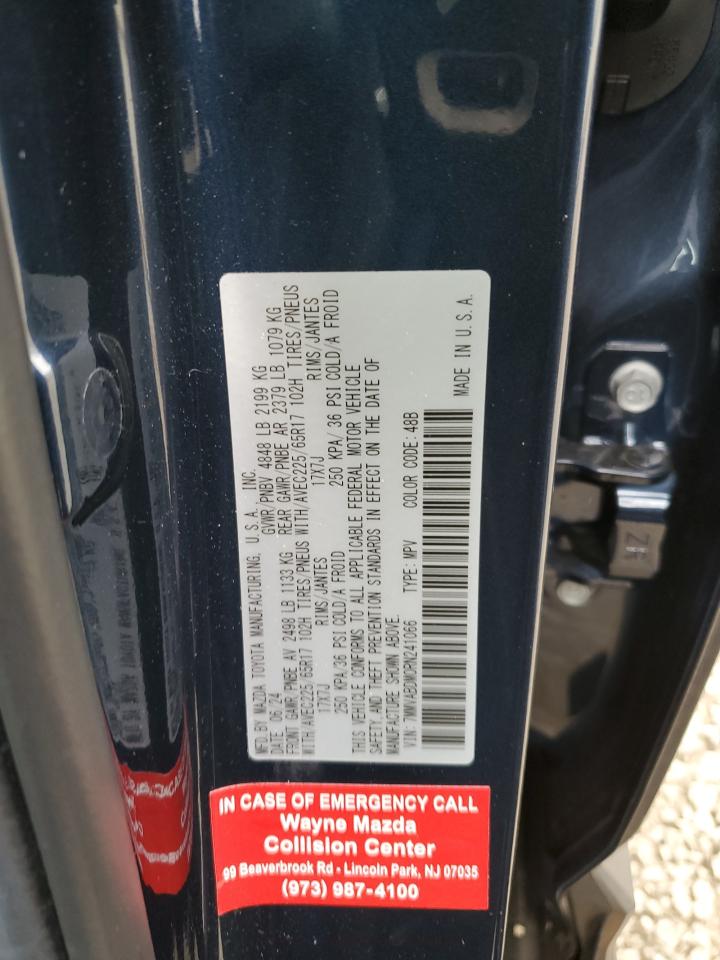 MFD.BY MAZDA TOYOTA MANUFACTURING, U.S.A., INC.
DATE 06/24 GVWR/PNBV 4848 LB 2199 KG
FRONT GAWR/PNBE AV 2498 LB 1133 KG REAR GAWR/PNBE AR 2379 LB 1079 KG
WITH/AVEC225/65R17 102H TIRES/PNEUS WITH/AVEC225/65R17 102H TIRES/PNEUS
17X7J RIMS/JANTES 17X7J RIMS/JANTES
250 KPA/36 PSI COLD/A FROID 250 KPA/36 PSI COLD/A FROID
THIS VEHICLE CONFORMS TO ALL APPLICABLE FEDERAL MOTOR VEHICLE
SAFETY, AND THEFT PREVENTION STANDARDS IN EFFECT ON THE DATE OF
MANUFACTURE SHOWN ABOVE.
VIN: 7MMVABDM0RN241066 TYPE: MPV COLOR CODE: 48B MADE IN U.S.A.
IN CASE OF EMERGENCY CALL
Wayne Mazda
Collision Center
99 Beaverbrook Rd - Lincoln Park, NJ 07035
(973) 987-4100